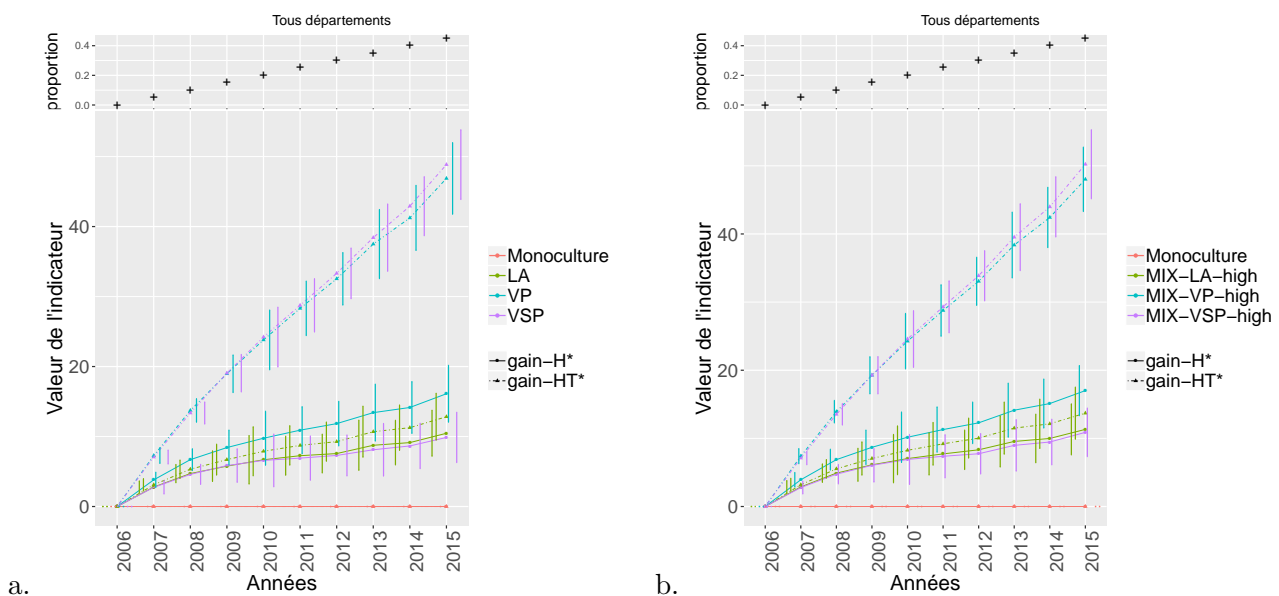 Tous départements
proportion
0.4
0.2
0.0
Valeur de l'indicateur
40
20
0
2006
2007
2008
2009
2010
2011
2012
2013
2014
2015
Années
Monoculture
LA
VP
VSP
gain−H*
gain−HT*
a.
Tous départements
proportion
0.4
0.2
0.0
Valeur de l'indicateur
40
20
0
2006
2007
2008
2009
2010
2011
2012
2013
2014
2015
Années
Monoculture
MIX−LA−high
MIX−VP−high
MIX−VSP−high
gain−H*
gain−HT*
b.